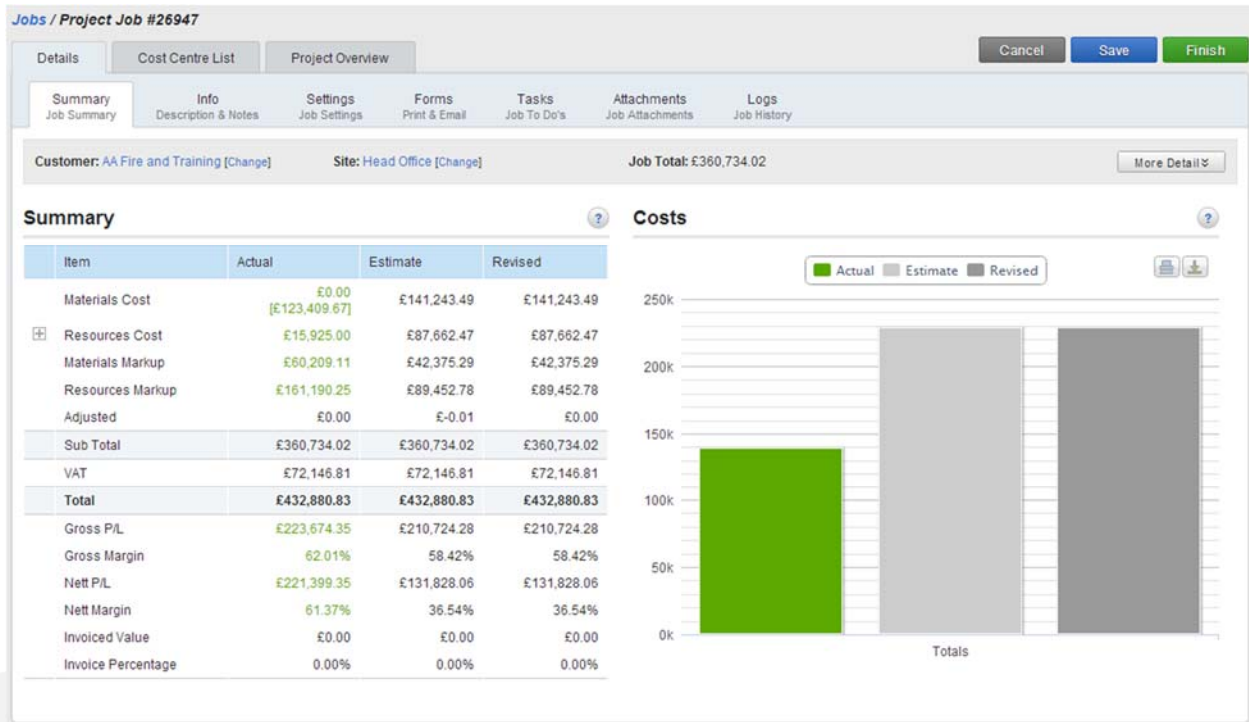 Jobs / Project Job #26947
Details Cost Centre List Project Overview Cancel Save Finish
Summary Info Settings Forms Tasks Attachments Logs
Job Summary Description & Notes Job Settings Print & Email Job To Do's Job Attachments Job History
Customer: AA Fire and Training [Change] Site: Head Office [Change] Job Total: £360,734.02 More Detail
Summary ? Costs ?
Item Actual Estimate Revised
Materials Cost £0.00 [£123,409.67] £141,243.49 £141,243.49
Resources Cost £15,925.00 £87,662.47 £87,662.47
Materials Markup £60,209.11 £42,375.29 £42,375.29
Resources Markup £161,190.25 £89,452.78 £89,452.78
Adjusted £0.00 £-0.01 £0.00
Sub Total £360,734.02 £360,734.02 £360,734.02
VAT £72,146.81 £72,146.81 £72,146.81
Total £432,880.83 £432,880.83 £432,880.83
Gross P/L £223,674.35 £210,724.28 £210,724.28
Gross Margin 62.01% 58.42% 58.42%
Nett P/L £221,399.35 £131,828.06 £131,828.06
Nett Margin 61.37% 36.54% 36.54%
Invoiced Value £0.00 £0.00 £0.00
Invoice Percentage 0.00% 0.00% 0.00%
Actual Estimate Revised
250k
200k
150k
100k
50k
0k
Totals